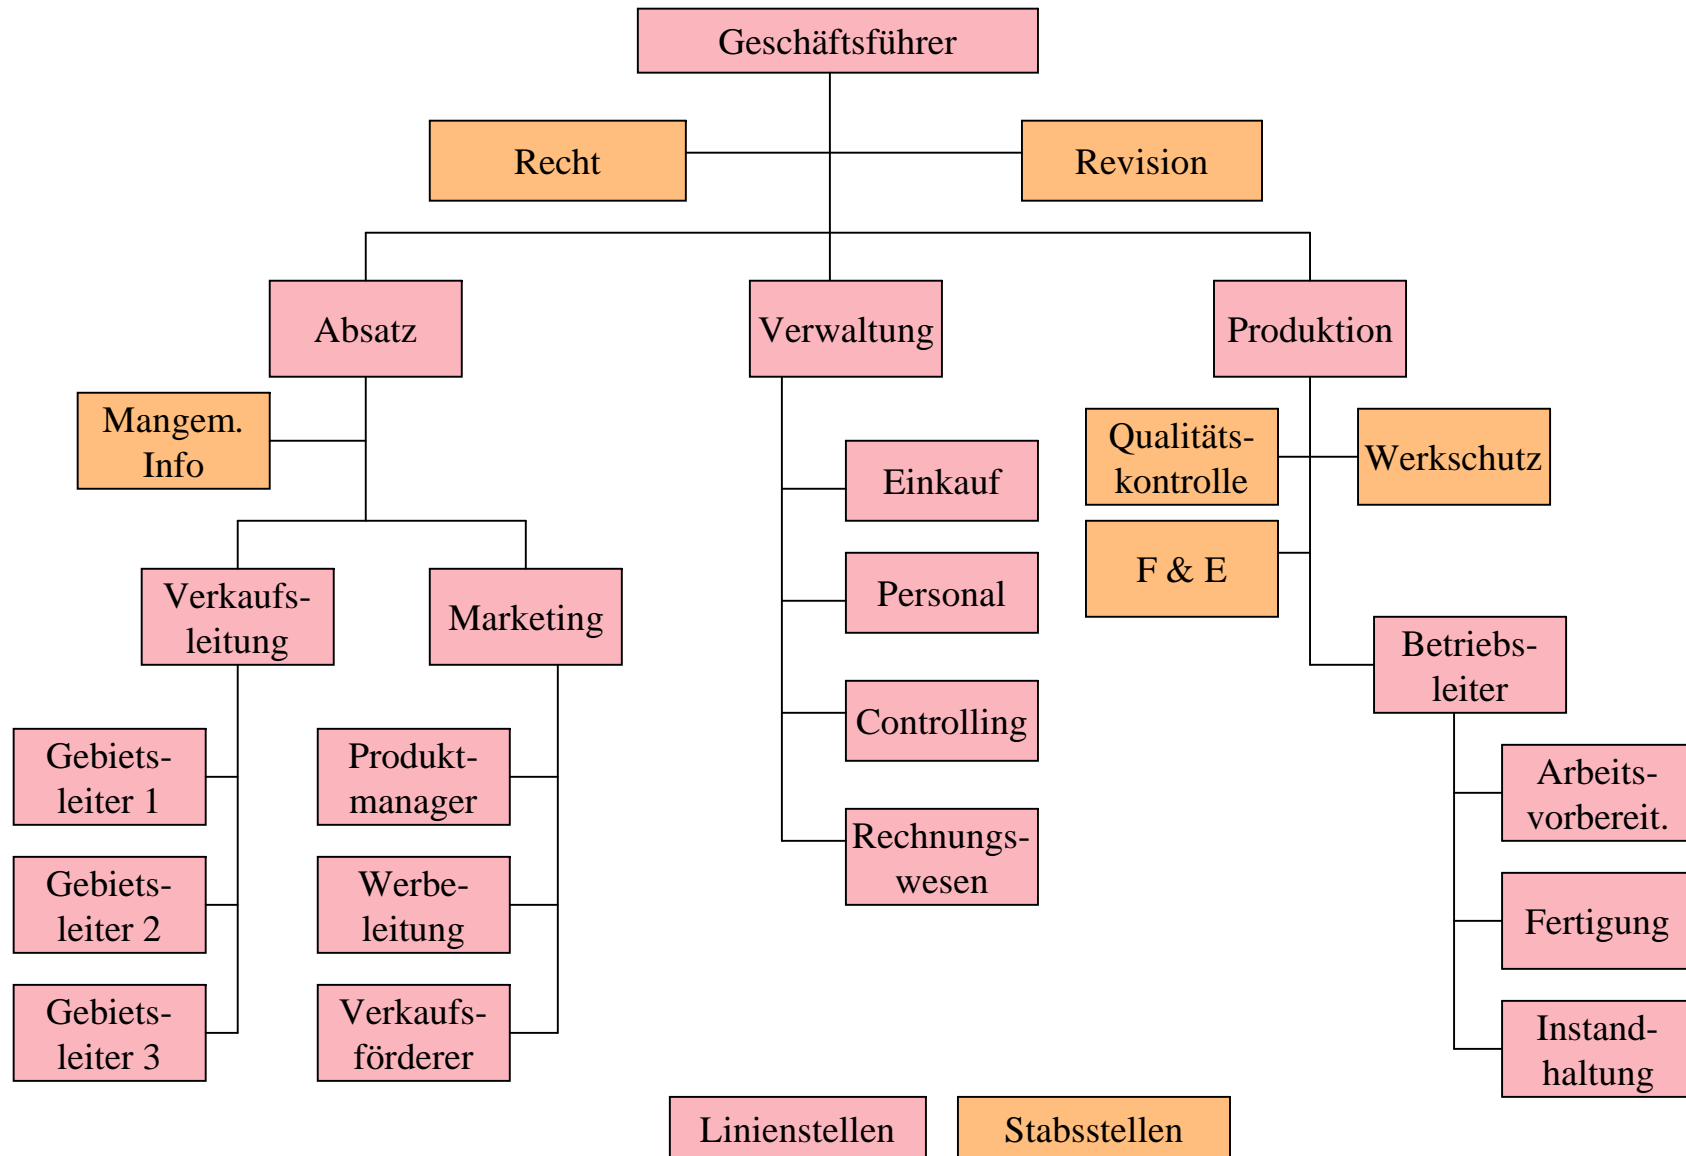 Geschäftsführer
Recht
Revision
Absatz
Verwaltung
Produktion
Mangem.
Info
Qualitäts-
kontrolle
Werkschutz
F & E
Einkauf
Personal
Controlling
Rechnungs-
wesen
Verkaufs-
leitung
Marketing
Betriebs-
leiter
Gebiets-
leiter 1
Gebiets-
leiter 2
Gebiets-
leiter 3
Produkt-
manager
Werbe-
leitung
Verkaufs-
förderer
Arbeits-
vorbereit.
Fertigung
Instand-
haltung
Linienstellen
Stabsstellen